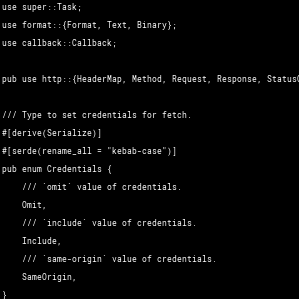 use super::Task;
use format::{Format, Text, Binary};
use callback::Callback;
pub use http::{HeaderMap, Method, Request, Response, StatusC
/// Type to set credentials for fetch.
#[derive(Serialize)]
#[serde(rename_all = "kebab-case")]
pub enum Credentials {
    /// `omit` value of credentials.
    Omit,
    /// `include` value of credentials.
    Include,
    /// `same-origin` value of credentials.
    SameOrigin,
}